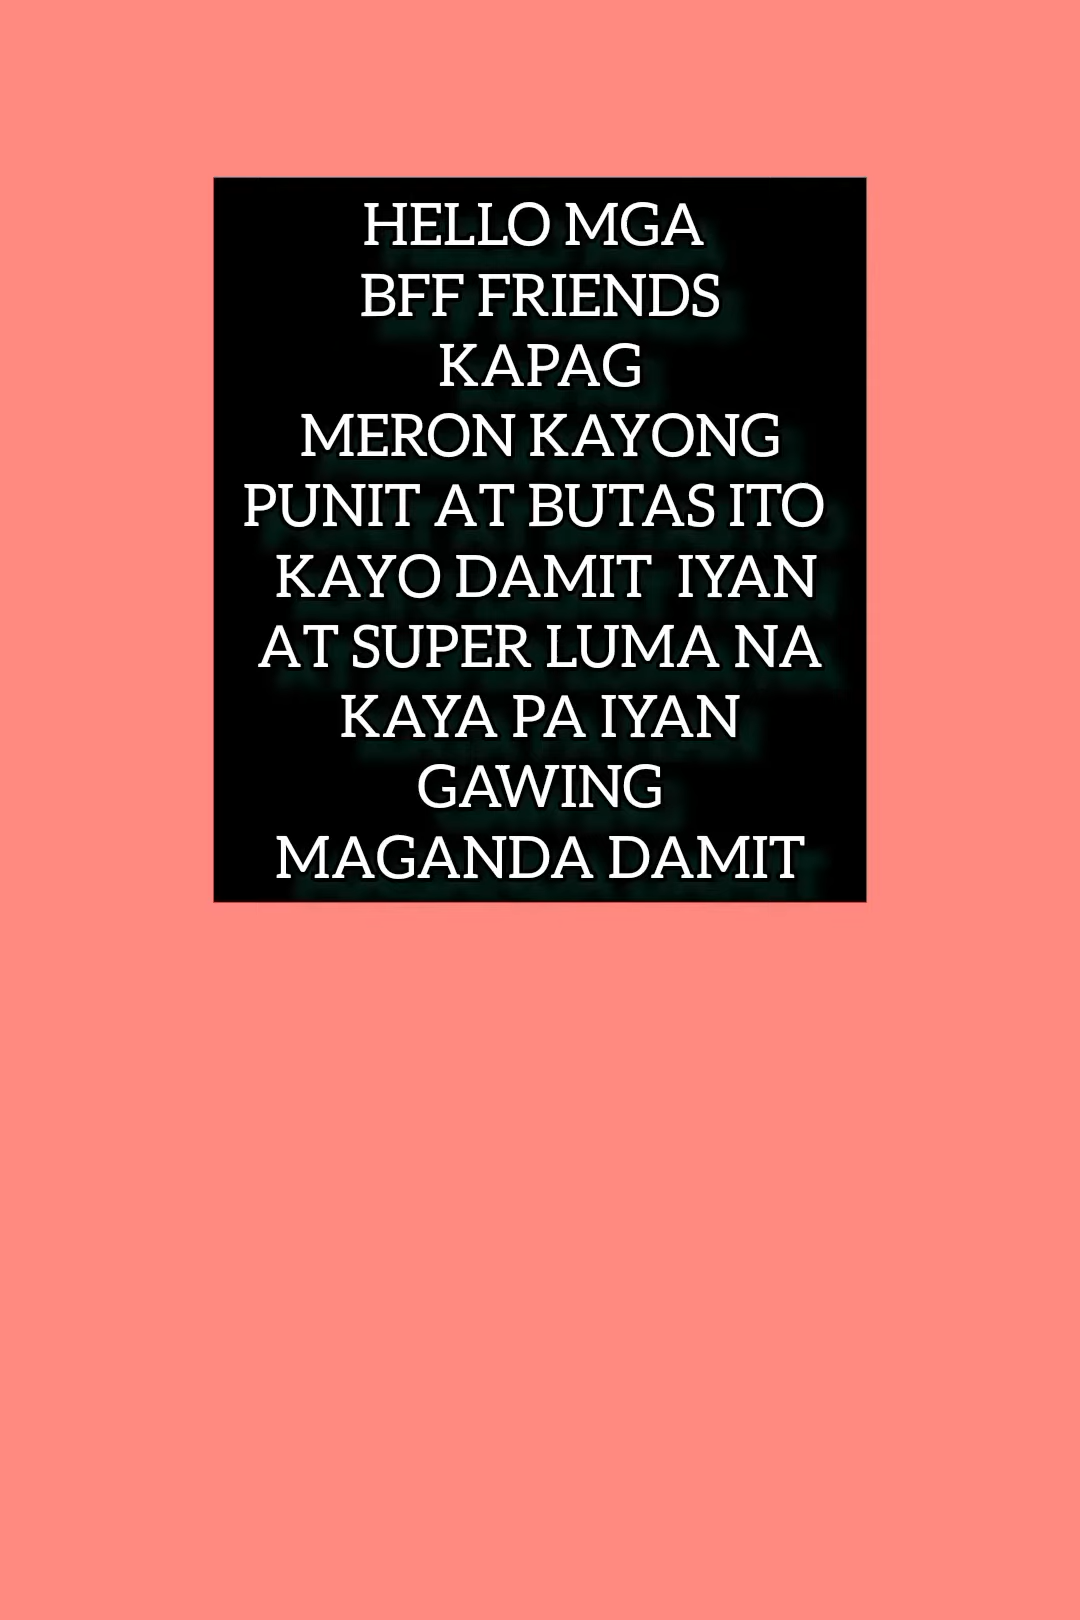 HELLO MGA
BFF FRIENDS
KAPAG
MERON KAYONG
PUNIT AT BUTAS ITO
KAYO DAMIT  IYAN
AT SUPER LUMA NA
KAYA PA IYAN
GAWING
MAGANDA DAMIT